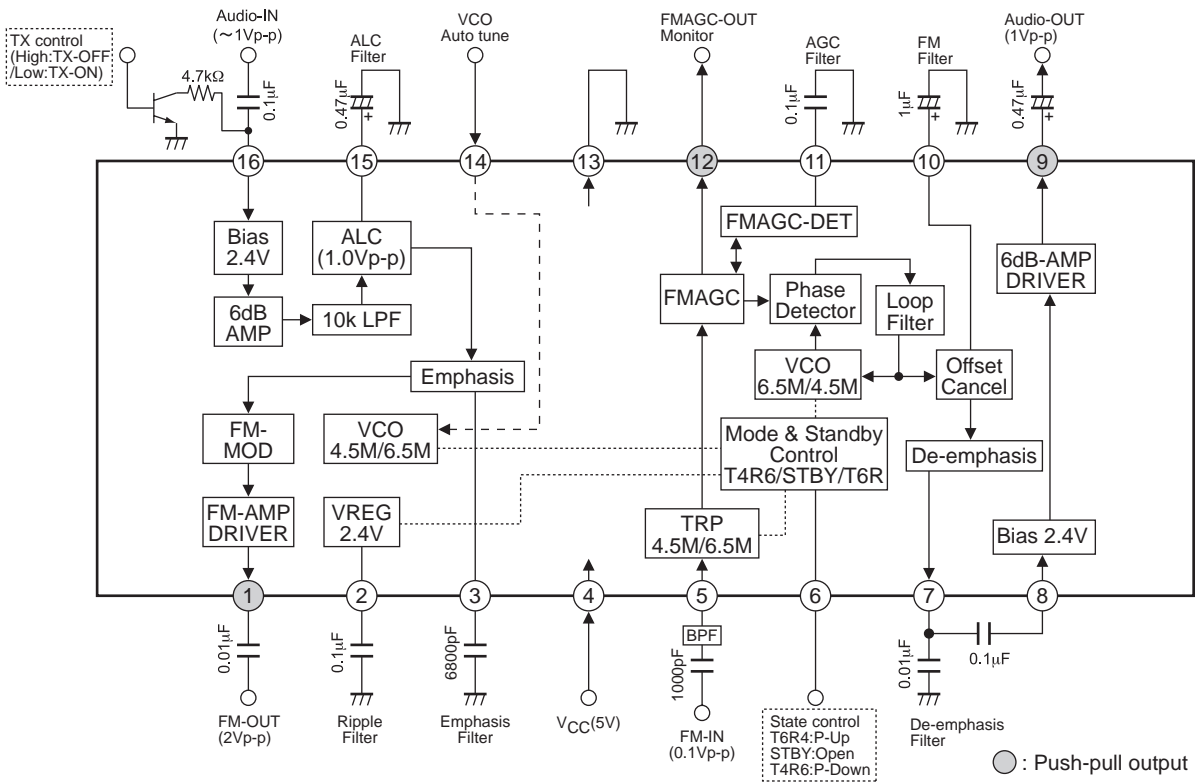 TX control
(High:TX-OFF
/Low:TX-ON)
4.7kΩ
Audio-IN
(～1Vp-p)
0.1μF
ALC
Filter
0.47μF
+
VCO
Auto tune
FMAGC-OUT
Monitor
AGC
Filter
0.1μF
FM
Filter
1μF
+
Audio-OUT
(1Vp-p)
0.47μF
+
16
15
14
13
12
11
10
9
Bias
2.4V
ALC
(1.0Vp-p)
6dB
AMP
10k LPF
Emphasis
FM-
MOD
VCO
4.5M/6.5M
FM-AMP
DRIVER
VREG
2.4V
FMAGC-DET
FMAGC
Phase
Detector
Loop
Filter
6dB-AMP
DRIVER
VCO
6.5M/4.5M
Offset
Cancel
Mode & Standby
Control
T4R6/STBY/T6R
De-emphasis
TRP
4.5M/6.5M
Bias 2.4V
1
2
3
4
5
6
7
8
0.01μF
0.1μF
6800pF
BPF
1000pF
0.01μF
0.1μF
FM-OUT
(2Vp-p)
Ripple
Filter
Emphasis
Filter
VCC(5V)
FM-IN
(0.1Vp-p)
State control
T6R4:P-Up
STBY:Open
T4R6:P-Down
De-emphasis
Filter
: Push-pull output